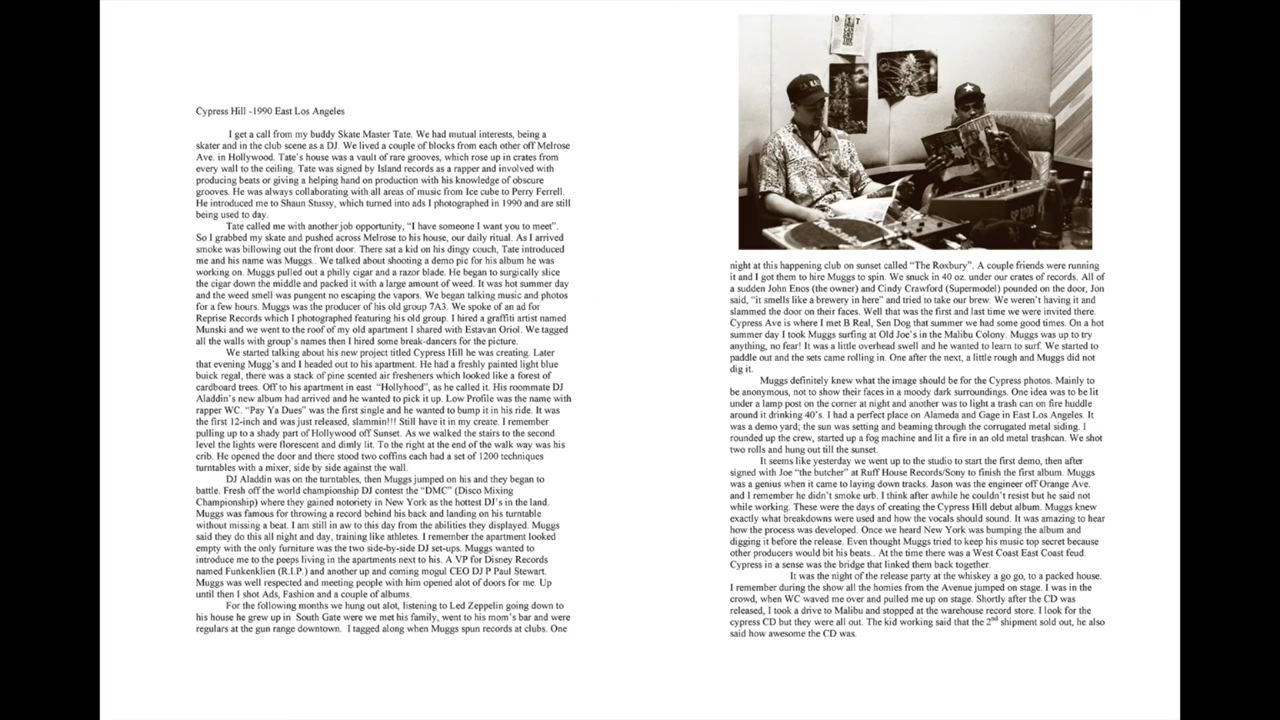 Cypress Hill -1990 East Los Angeles
I get a call from my buddy Skate Master Tate. We had mutual interests, being a
skater and in the club scene as a DJ. We lived a couple of blocks from each other off Melrose
Ave. in Hollywood. Tate's house was a vault of rare grooves, which rose up in crates from
every wall to the ceiling. Tate was signed by Island records as a rapper and involved with
producing beats or giving a helping hand on production with his knowledge of obscure
grooves. He was always collaborating with all areas of music from Ice cube to Perry Ferrell.
He introduced me to Shaun Stussy, which turned into ads I photographed in 1990 and are still
being used to day.
Tate called me with another job opportunity, "I have someone I want you to meet".
So I grabbed my skate and pushed across Melrose to his house, our daily ritual. As I arrived
smoke was billowing out the front door. There sat a kid on his dingy couch, Tate introduced
me and his name was Muggs.. We talked about shooting a demo pic for his album he was
working on. Muggs pulled out a philly cigar and a razor blade. He began to surgically slice
the cigar down the middle and packed it with a large amount of weed. It was hot summer day
and the weed smell was pungent no escaping the vapors. We began talking music and photos
for a few hours. Muggs was the producer of his old group 7A3. We spoke of an ad for
Reprise Records which I photographed featuring his old group. I hired a graffiti artist named
Munski and we went to the roof of my old apartment I shared with Estavan Oriol. We tagged
all the walls with group's names then I hired some break-dancers for the picture.
We started talking about his new project titled Cypress Hill he was creating. Later
that evening Mugg's and I headed out to his apartment. He had a freshly painted light blue
buick regal, there was a stack of pine scented air fresheners which looked like a forest of
cardboard trees. Off to his apartment in east "Hollyhood", as he called it. His roommate DJ
Aladdin's new album had arrived and he wanted to pick it up. Low Profile was the name with
rapper WC. "Pay Ya Dues" was the first single and he wanted to bump it in his ride. It was
the first 12-inch and was just released, slammin!!! Still have it in my create. I remember
pulling up to a shady part of Hollywood off Sunset. As we walked the stairs to the second
level the lights were florescent and dimly lit. To the right at the end of the walk way was his
crib. He opened the door and there stood two coffins each had a set of 1200 techniques
turntables with a mixer, side by side against the wall.
DJ Aladdin was on the turntables, then Muggs jumped on his and they began to
battle. Fresh off the world championship DJ contest the "DMC" (Disco Mixing
Championship) where they gained notoriety in New York as the hottest DJ's in the land.
Muggs was famous for throwing a record behind his back and landing on his turntable
without missing a beat. I am still in aw to this day from the abilities they displayed. Muggs
said they do this all night and day, training like athletes. I remember the apartment looked
empty with the only furniture was the two side-by-side DJ set-ups. Muggs wanted to
introduce me to the peeps living in the apartments next to his. A VP for Disney Records
named Funkenklien (R.I.P.) and another up and coming mogul CEO DJ P Paul Stewart.
Muggs was well respected and meeting people with him opened alot of doors for me. Up
until then I shot Ads, Fashion and a couple of albums.
For the following months we hung out alot, listening to Led Zeppelin going down to
his house he grew up in South Gate were we met his family, went to his mom's bar and were
regulars at the gun range downtown. I tagged along when Muggs spun records at clubs. One
night at this happening club on sunset called "The Roxbury". A couple friends were running
it and I got them to hire Muggs to spin. We snuck in 40 oz. under our crates of records. All of
a sudden John Enos (the owner) and Cindy Crawford (Supermodel) pounded on the door, Jon
said, "it smells like a brewery in here" and tried to take our brew. We weren't having it and
slammed the door on their faces. Well that was the first and last time we were invited there.
Cypress Ave is where I met B Real, Sen Dog that summer we had some good times. On a hot
summer day I took Muggs surfing at Old Joe's in the Malibu Colony. Muggs was up to try
anything, no fear! It was a little overhead swell and he wanted to learn to surf. We started to
paddle out and the sets came rolling in. One after the next, a little rough and Muggs did not
dig it.
Muggs definitely knew what the image should be for the Cypress photos. Mainly to
be anonymous, not to show their faces in a moody dark surroundings. One idea was to be lit
under a lamp post on the corner at night and another was to light a trash can on fire huddle
around it drinking 40's. I had a perfect place on Alameda and Gage in East Los Angeles. It
was a demo yard; the sun was setting and beaming through the corrugated metal siding. I
rounded up the crew, started up a fog machine and lit a fire in an old metal trashcan. We shot
two rolls and hung out till the sunset.
It seems like yesterday we went up to the studio to start the first demo, then after
signed with Joe "the butcher" at Ruff House Records/Sony to finish the first album. Muggs
was a genius when it came to laying down tracks. Jason was the engineer off Orange Ave.
and I remember he didn't smoke urb. I think after awhile he couldn't resist but he said not
while working. These were the days of creating the Cypress Hill debut album. Muggs knew
exactly what breakdowns were used and how the vocals should sound. It was amazing to hear
how the process was developed. Once we heard New York was bumping the album and
digging it before the release. Even thought Muggs tried to keep his music top secret because
other producers would bit his beats.. At the time there was a West Coast East Coast feud.
Cypress in a sense was the bridge that linked them back together.
It was the night of the release party at the whiskey a go go, to a packed house.
I remember during the show all the homies from the Avenue jumped on stage. I was in the
crowd, when WC waved me over and pulled me up on stage. Shortly after the CD was
released, I took a drive to Malibu and stopped at the warehouse record store. I look for the
cypress CD but they were all out. The kid working said that the 2nd shipment sold out, he also
said how awesome the CD was.